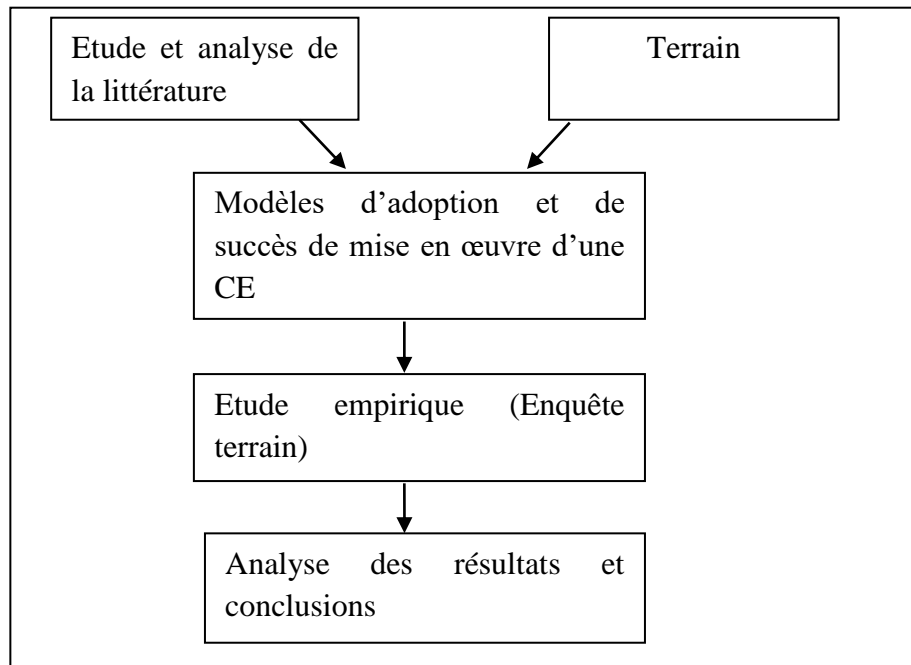 Etude et analyse de
la littérature
Terrain
Modèles d’adoption et de
succès de mise en œuvre d’une
CE
Etude empirique (Enquête
terrain)
Analyse des résultats et
conclusions